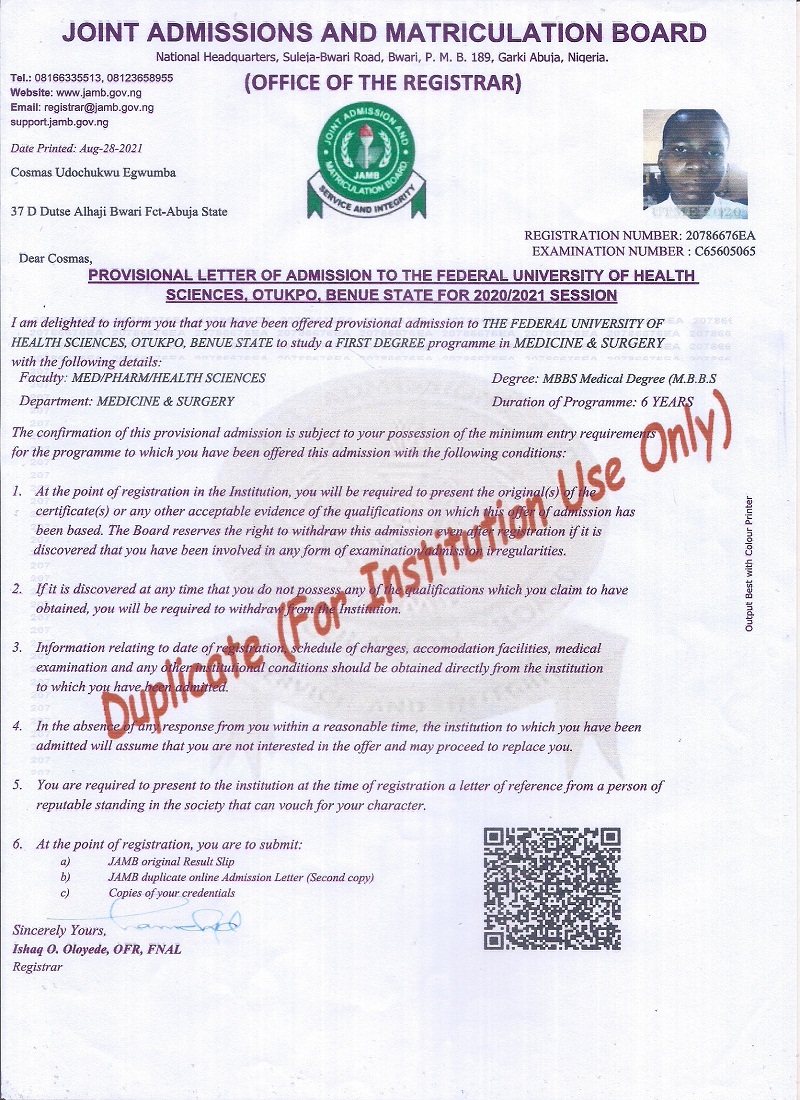 JOINT ADMISSIONS AND MATRICULATION BOARD
National Headquarters, Suleja-Bwari Road, Bwari, P. M. B. 189, Garki Abuja, Nigeria.
(OFFICE OF THE REGISTRAR)
Tel.: 08166335513, 08123658955
Website: www.jamb.gov.ng
Email: registrar@jamb.gov.ng
support.jamb.gov.ng
Date Printed: Aug-28-2021
Cosmas Udochukwu Egwumba
37 D Dutse Alhaji Bwari Fct-Abuja State
JOINT ADMISSION AND
JAMB
MATRICULATION BOARD
SERVICE AND INTEGRITY
UTME 2020
REGISTRATION NUMBER: 20786676EA
EXAMINATION NUMBER : C65605065
Dear Cosmas,
PROVISIONAL LETTER OF ADMISSION TO THE FEDERAL UNIVERSITY OF HEALTH
SCIENCES, OTUKPO, BENUE STATE FOR 2020/2021 SESSION
I am delighted to inform you that you have been offered provisional admission to THE FEDERAL UNIVERSITY OF
HEALTH SCIENCES, OTUKPO, BENUE STATE to study a FIRST DEGREE programme in MEDICINE & SURGERY
with the following details:
Faculty: MED/PHARM/HEALTH SCIENCES
Degree: MBBS Medical Degree (M.B.B.S
Department: MEDICINE & SURGERY
Duration of Programme: 6 YEARS
The confirmation of this provisional admission is subject to your possession of the minimum entry requirements
for the programme to which you have been offered this admission with the following conditions:
1. At the point of registration in the Institution, you will be required to present the original(s) of the
certificate(s) or any other acceptable evidence of the qualifications on which this offer of admission has
been based. The Board reserves the right to withdraw this admission even after registration if it is
discovered that you have been involved in any form of examination/admission irregularities.
2. If it is discovered at any time that you do not possess any of the qualifications which you claim to have
obtained, you will be required to withdraw from the Institution.
3. Information relating to date of registration, schedule of charges, accomodation facilities, medical
examination and any other institutional conditions should be obtained directly from the institution
to which you have been admitted.
4. In the absence of any response from you within a reasonable time, the institution to which you have been
admitted will assume that you are not interested in the offer and may proceed to replace you.
5. You are required to present to the institution at the time of registration a letter of reference from a person of
reputable standing in the society that can vouch for your character.
6. At the point of registration, you are to submit:
a) JAMB original Result Slip
b) JAMB duplicate online Admission Letter (Second copy)
c) Copies of your credentials
Sincerely Yours,
Ishaq O. Oloyede, OFR, FNAL
Registrar
Duplicate (For Institution Use Only)
Output Best with Colour Printer